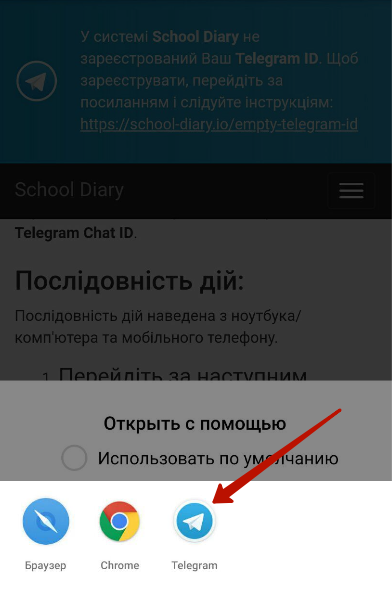 У системі School Diary не
зареєстрований Ваш Telegram ID. Щоб
зареєструвати, перейдіть за
посиланням і слідуйте інструкціям:
https://school-diary.io/empty-telegram-id
School Diary
Telegram Chat ID.
Послідовність дій:
Послідовність дій наведена з ноутбука/
комп'ютера та мобільного телефону.
1. Перейдіть за наступним
Открыть с помощью
Использовать по умолчанию
Браузер Chrome Telegram